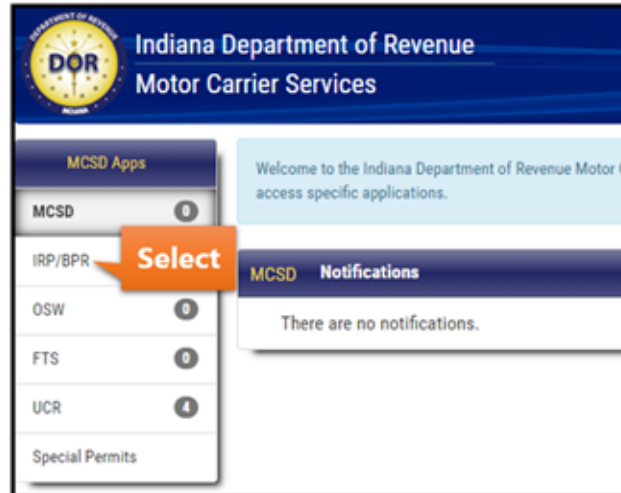 DEPARTMENT OF REVENUE
DOR
INDIANA
Indiana Department of Revenue
Motor Carrier Services
MCSD Apps
MCSD 0
IRP/BPR
Select
OSW 0
FTS 0
UCR 4
Special Permits
Welcome to the Indiana Department of Revenue Motor
access specific applications.
MCSD Notifications
There are no notifications.